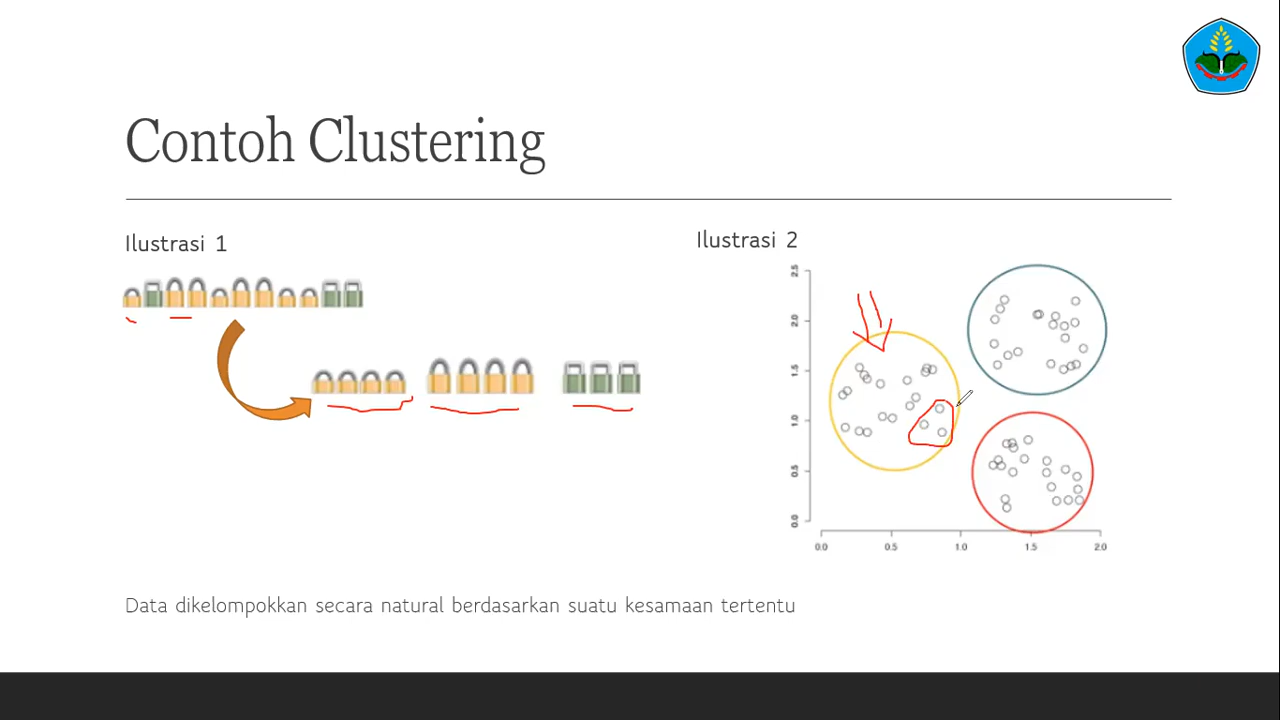 Contoh Clustering
Ilustrasi 1
Ilustrasi 2
2.5
2.0
1.5
1.0
0.5
0.0
0.0 0.5 1.0 1.5 2.0
Data dikelompokkan secara natural berdasarkan suatu kesamaan tertentu